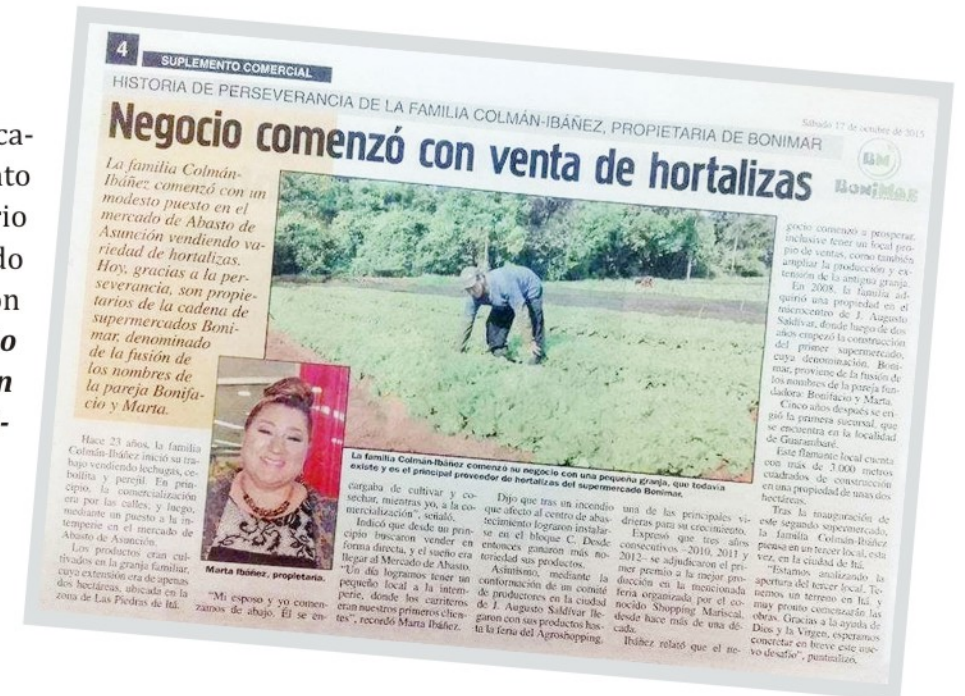 ca-
nto
rio
do
on
o
n
-
4
SUPLEMENTO COMERCIAL
HISTORIA DE PERSEVERANCIA DE LA FAMILIA COLMÁN-IBÁÑEZ, PROPIETARIA DE BONIMAR
Sábado 17 de octubre de 2015
Negocio comenzó con venta de hortalizas
BM
BONIMAR
La familia Colmán-
Ibáñez comenzó con un
modesto puesto en el
mercado de Abasto de
Asunción vendiendo va-
riedad de hortalizas.
Hoy, gracias a la per-
severancia, son propie-
tarios de la cadena de
supermercados Boni-
mar, denominado
de la fusión de
los nombres de
la pareja Bonifa-
cio y Marta.
Hace 23 años, la familia
Colmán-Ibáñez inició su tra-
bajo vendiendo lechugas, ce-
bollita y perejil. En prin-
cipio, la comercialización
era por las calles, y luego,
mediante un puesto a la in-
temperie en el mercado de
Abasto de Asunción.
Los productos eran cul-
tivados en la granja familiar,
cuya extensión era de apenas
dos hectáreas, ubicada en la
zona de Las Piedras de Itá.
Marta Ibáñez, propietaria.
"Mi esposo y yo comen-
zamos de abajo. Él se en-
La familia Colmán-Ibáñez comenzó su negocio con una pequeña granja, que todavía
existe y es el principal proveedor de hortalizas del supermercado Bonimar.
cargaba de cultivar y co-
sechar, mientras yo, a la co-
mercialización", señaló.
Indicó que desde un prin-
cipio buscaron vender en
forma directa, y el sueño era
llegar al Mercado de Abasto.
"Un día logramos tener un
pequeño local a la intem-
perie, donde los carriteros
eran nuestros primeros clien-
tes", recordó Marta Ibáñez.
Dijo que tras un incendio
que afectó al centro de abas-
tecimiento lograron instalar-
se en el bloque C. Desde
entonces ganaron más no-
toriedad sus productos.
Asimismo, mediante la
conformación de un comité
de productores en la ciudad
de J. Augusto Saldívar lle-
garon con sus productos has-
ta la feria del Agroshopping,
una de las principales vi-
drieras para su crecimiento.
Expresó que tres años
consecutivos –2010, 2011 y
2012– se adjudicaron el pri-
mer premio a la mejor pro-
ducción en la mencionada
feria organizada por el co-
nocido Shopping Mariscal,
desde hace más de una dé-
cada.
Ibáñez relató que el ne-
gocio comenzó a prosperar,
inclusive tener un local pro-
pio de ventas, como también
ampliar la producción y ex-
tensión de la antigua granja.
En 2008, la familia ad-
quirió una propiedad en el
microcentro de J. Augusto
Saldívar, donde luego de dos
años empezó la construcción
del primer supermercado,
cuya denominación, Boni-
mar, proviene de la fusión de
los nombres de la pareja fun-
dadora: Bonifacio y Marta.
Cinco años después se eri-
gió la primera sucursal, que
se encuentra en la localidad
de Guarambaré.
Este flamante local cuenta
con más de 3.000 metros
cuadrados de construcción
en una propiedad de unas dos
hectáreas.
Tras la inauguración de
este segundo supermercado,
la familia Colmán-Ibáñez
piensa en un tercer local, esta
vez, en la ciudad de Itá.
"Estamos analizando la
apertura del tercer local. Te-
nemos un terreno en Itá, y
muy pronto comenzarán las
obras. Gracias a la ayuda de
Dios y la Virgen, esperamos
concretar en breve este nue-
vo desafío", puntualizó.